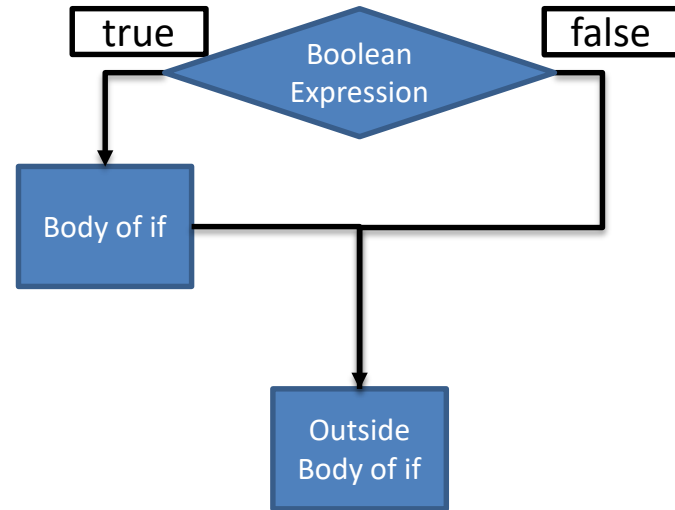 true
false
Boolean
Expression
Body of if
Outside
Body of if